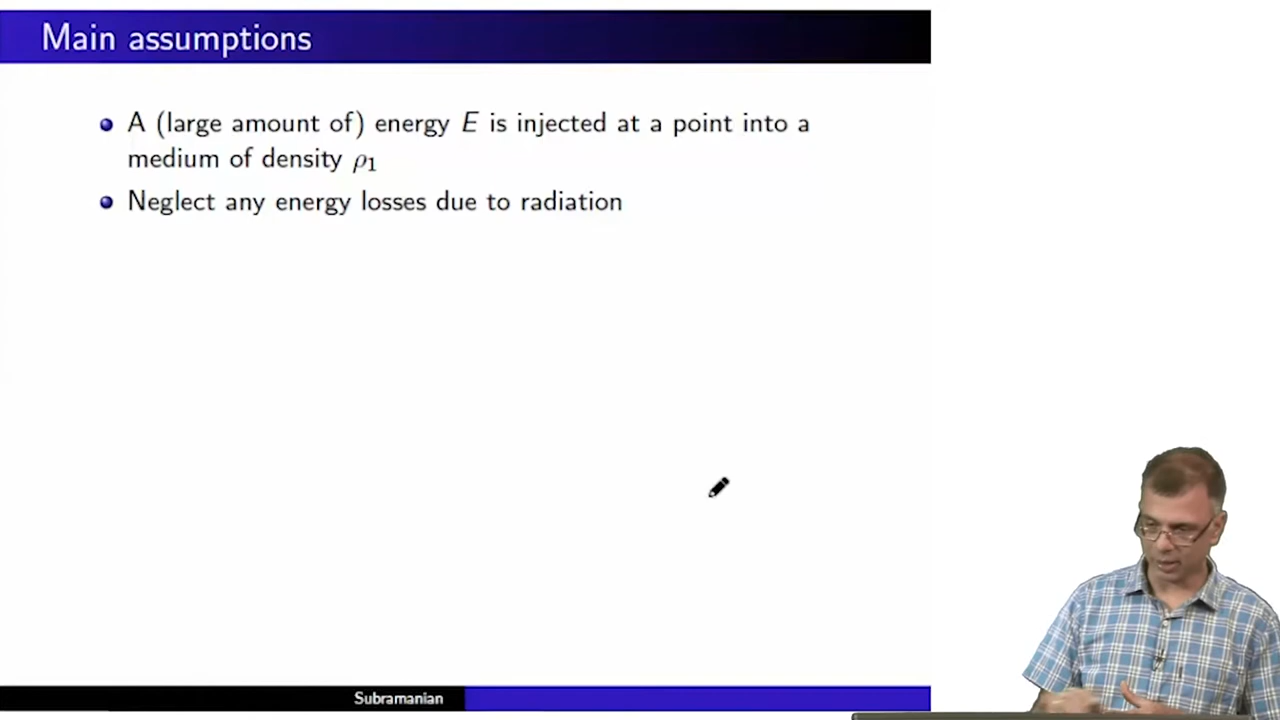 Main assumptions
A (large amount of) energy E is injected at a point into a
medium of density ρ₁
Neglect any energy losses due to radiation
Subramanian